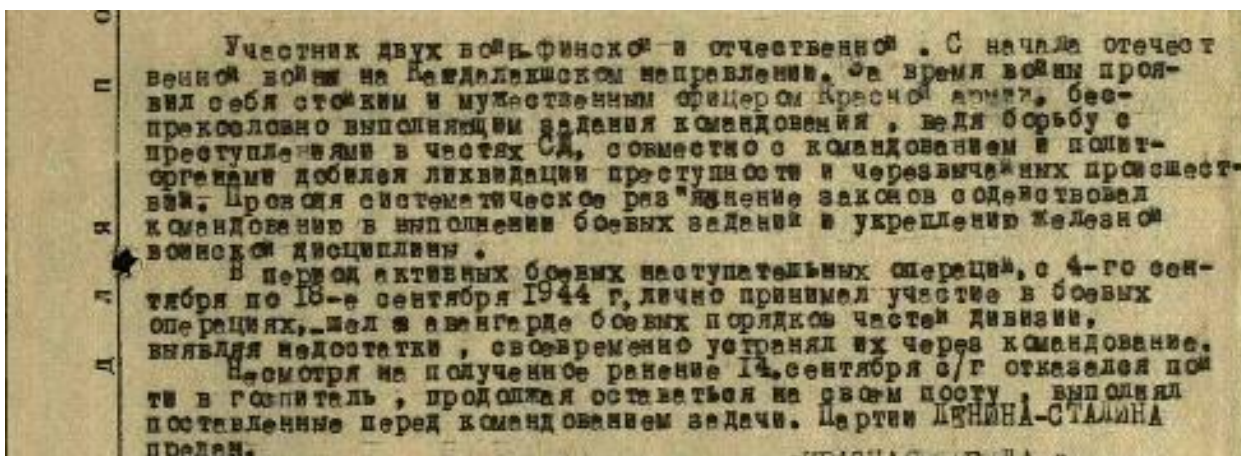 Участник двух войн-финской и отчественной . С начала отечест
венной войны на Кандалакшском направлении. За время войны проя-
вил себя стойким и мужественным офицером Красной армии, бес-
прекословно выполняющим задания командования , ведя борьбу с
преступлениями в частях СД, совместно с командованием и полит-
органами добился ликвидации преступности и черезвычайных происшест-
вий. Проводя систематическое раз"яснение законов содействовал
командованию в выполнении боевых заданий и укреплению железной
воинской дисциплины .
В период активных боевых наступательных операций, с 4-го сен-
тября по 18-е сентября 1944 г, лично принимал участие в боевых
операциях, шел в авангарде боевых порядков частей дивизии,
выявляя недостатки , своевременно устранял их через командование.
Несмотря на полученное ранение 14.сентября с/г отказался пой
ти в госпиталь , продолжая оставаться на своем посту , выполнял
поставленные перед командованием задачи. Партии ЛЕНИНА-СТАЛИНА
предан.